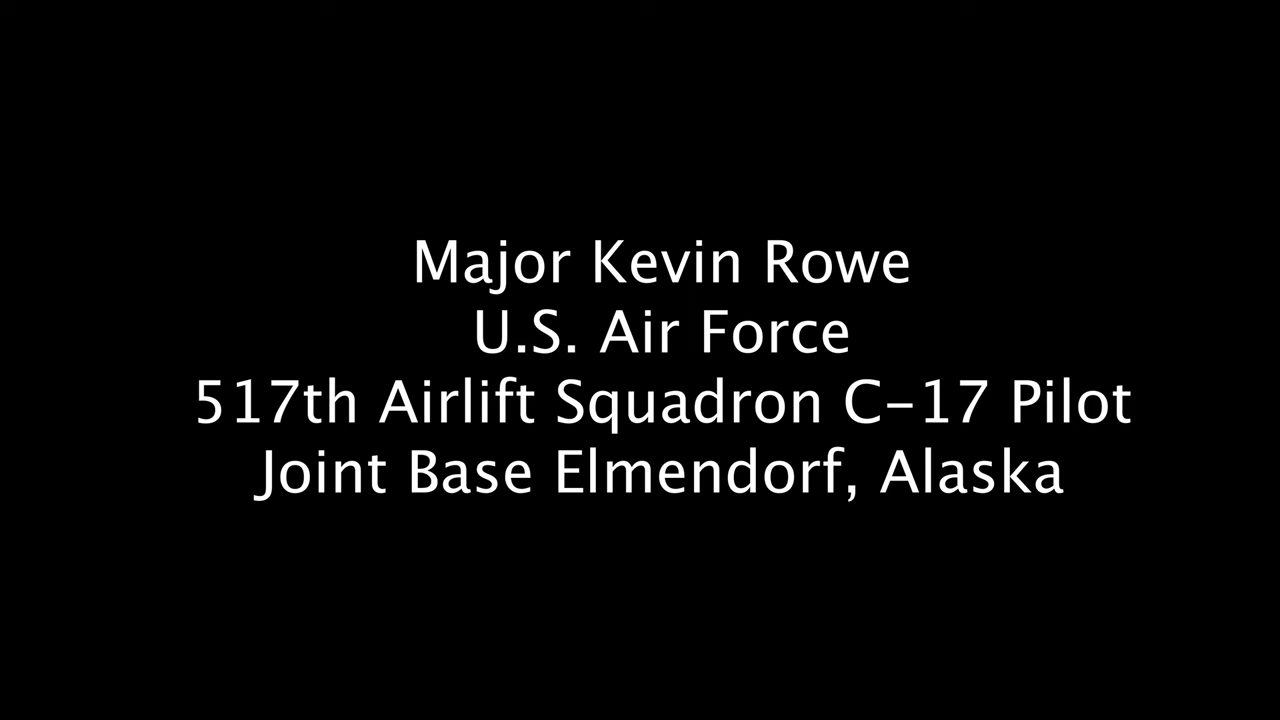 Major Kevin Rowe
U.S. Air Force
517th Airlift Squadron C-17 Pilot
Joint Base Elmendorf, Alaska